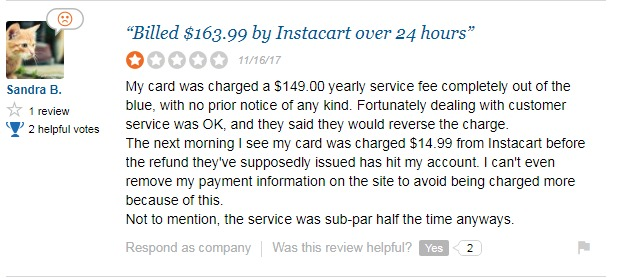 “Billed $163.99 by Instacart over 24 hours”
11/16/17
Sandra B.
1 review
2 helpful votes
My card was charged a $149.00 yearly service fee completely out of the
blue, with no prior notice of any kind. Fortunately dealing with customer
service was OK, and they said they would reverse the charge.
The next morning I see my card was charged $14.99 from Instacart before
the refund they've supposedly issued has hit my account. I can't even
remove my payment information on the site to avoid being charged more
because of this.
Not to mention, the service was sub-par half the time anyways.
Respond as company Was this review helpful? Yes 2